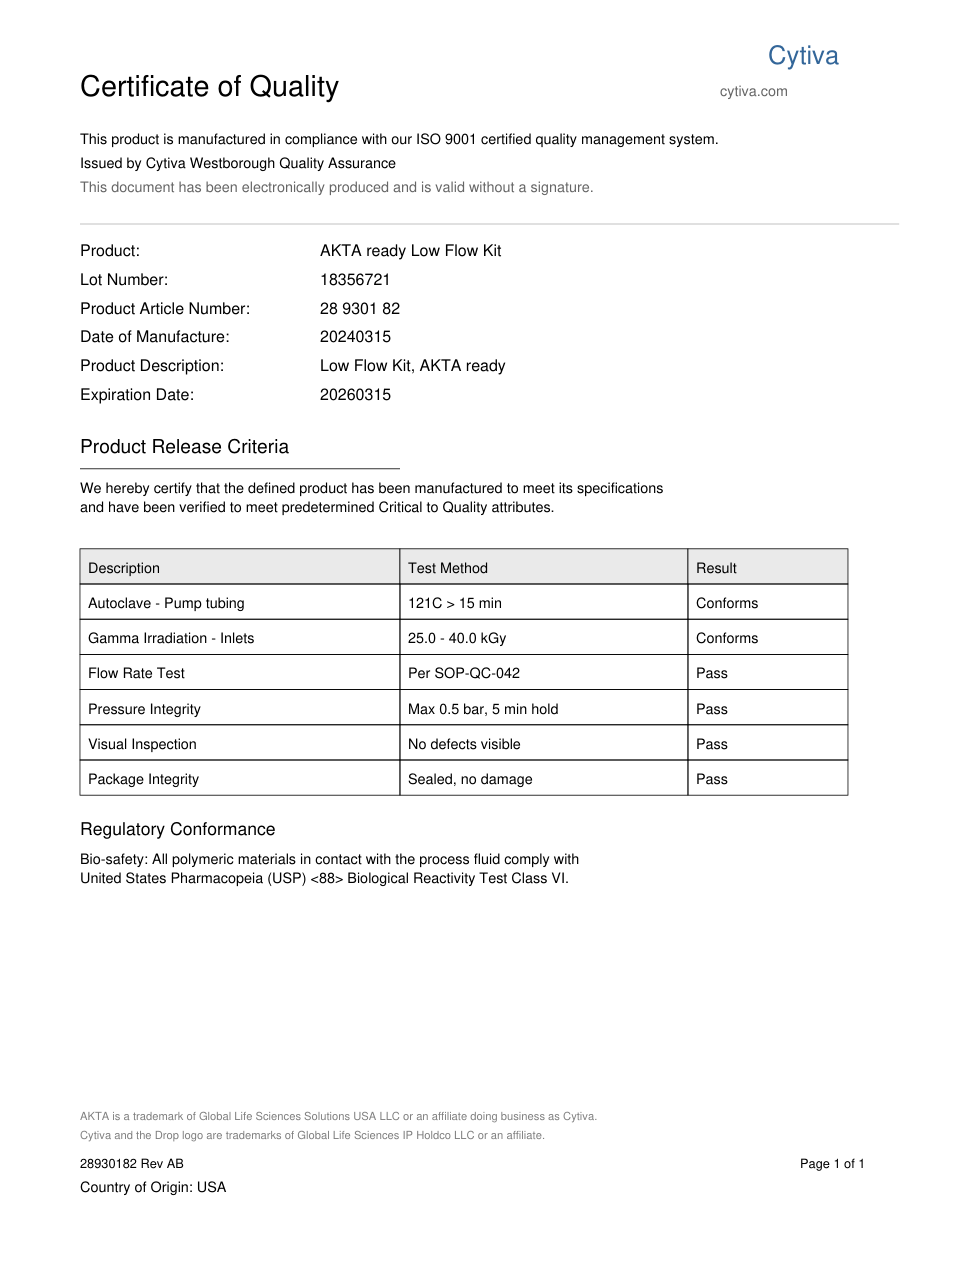 Cytiva
Certificate of Quality
cytiva.com
This product is manufactured in compliance with our ISO 9001 certified quality management system.
Issued by Cytiva Westborough Quality Assurance
This document has been electronically produced and is valid without a signature.
Product: AKTA ready Low Flow Kit
Lot Number: 18356721
Product Article Number: 28 9301 82
Date of Manufacture: 20240315
Product Description: Low Flow Kit, AKTA ready
Expiration Date: 20260315
Product Release Criteria
We hereby certify that the defined product has been manufactured to meet its specifications
and have been verified to meet predetermined Critical to Quality attributes.
Description Test Method Result
Autoclave - Pump tubing 121C > 15 min Conforms
Gamma Irradiation - Inlets 25.0 - 40.0 kGy Conforms
Flow Rate Test Per SOP-QC-042 Pass
Pressure Integrity Max 0.5 bar, 5 min hold Pass
Visual Inspection No defects visible Pass
Package Integrity Sealed, no damage Pass
Regulatory Conformance
Bio-safety: All polymeric materials in contact with the process fluid comply with
United States Pharmacopeia (USP) <88> Biological Reactivity Test Class VI.
AKTA is a trademark of Global Life Sciences Solutions USA LLC or an affiliate doing business as Cytiva.
Cytiva and the Drop logo are trademarks of Global Life Sciences IP Holdco LLC or an affiliate.
28930182 Rev AB Page 1 of 1
Country of Origin: USA